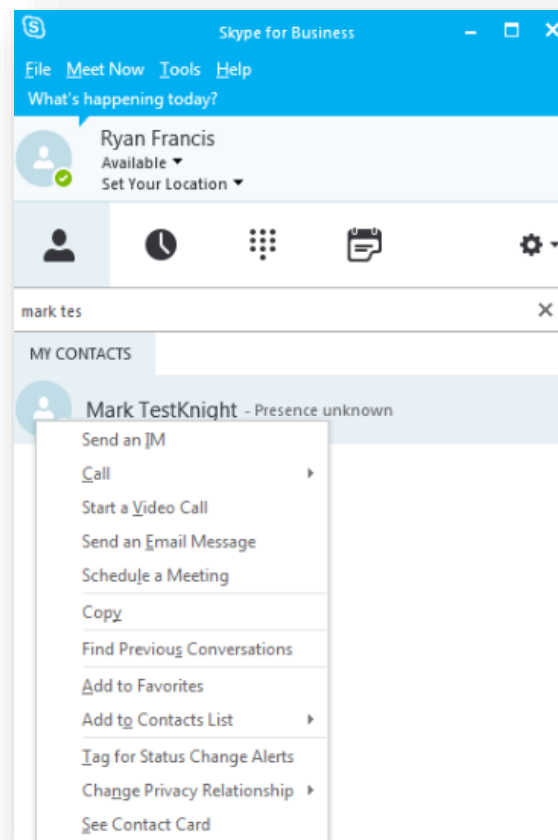 Skype for Business
File Meet Now Tools Help
What's happening today?
Ryan Francis
Available
Set Your Location
mark tes
MY CONTACTS
Mark TestKnight - Presence unknown
Send an IM
Call
Start a Video Call
Send an Email Message
Schedule a Meeting
Copy
Find Previous Conversations
Add to Favorites
Add to Contacts List
Tag for Status Change Alerts
Change Privacy Relationship
See Contact Card